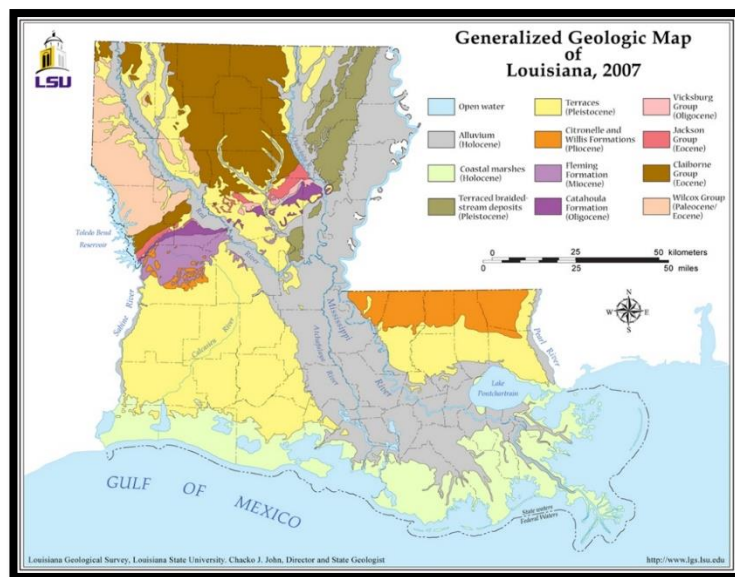 LSU
Generalized Geologic Map
of
Louisiana, 2007
Open water
Alluvium
(Holocene)
Coastal marshes
(Holocene)
Terraced braided-
stream deposits
(Pleistocene)
Terraces
(Pleistocene)
Citronelle and
Willis Formations
(Pliocene)
Fleming
Formation
(Miocene)
Catahoula
Formation
(Oligocene)
Vicksburg
Group
(Oligocene)
Jackson
Group
(Eocene)
Claiborne
Group
(Eocene)
Wilcox Group
(Paleocene/
Eocene)
0 25 50 kilometers
0 25 50 miles
N
W E
S
Toledo Bend
Reservoir
Sabine River
Calcasieu River
Atchafalaya River
Mississippi River
Pearl River
Lake
Pontchartrain
GULF OF MEXICO
State waters
Federal Waters
Louisiana Geological Survey, Louisiana State University. Chacko J. John, Director and State Geologist
http://www.lgs.lsu.edu